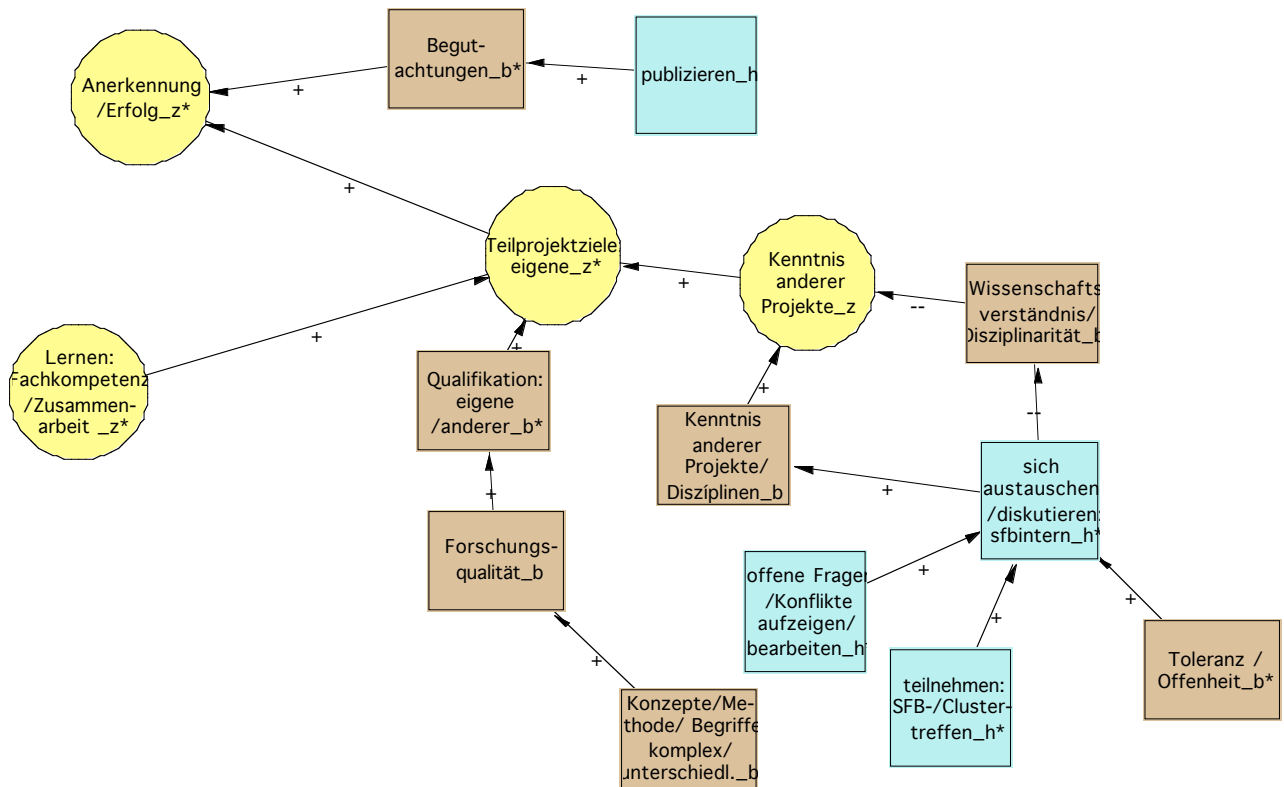 Begut-
achtungen_b*
publizieren_h
Anerkennung
/Erfolg_z*
+
+
+
Teilprojektziele
eigene_z*
Kenntnis
anderer
Projekte_z
+
Wissenschafts
verständnis/
Disziplinarität_b
--
+
Lernen:
Fachkompetenz
/Zusammen-
arbeit _z*
+
Qualifikation:
eigene
/anderer_b*
+
Kenntnis
anderer
Projekte/
Diszíplinen_b
--
sich
austauschen
/diskutieren:
sfbintern_h*
+
+
Forschungs-
qualität_b
offene Fragen
/Konflikte
aufzeigen/
bearbeiten_h*
+
+
+
+
Toleranz /
Offenheit_b*
teilnehmen:
SFB-/Cluster-
treffen_h*
Konzepte/Me-
thode/ Begriffe
komplex/
unterschiedl._b